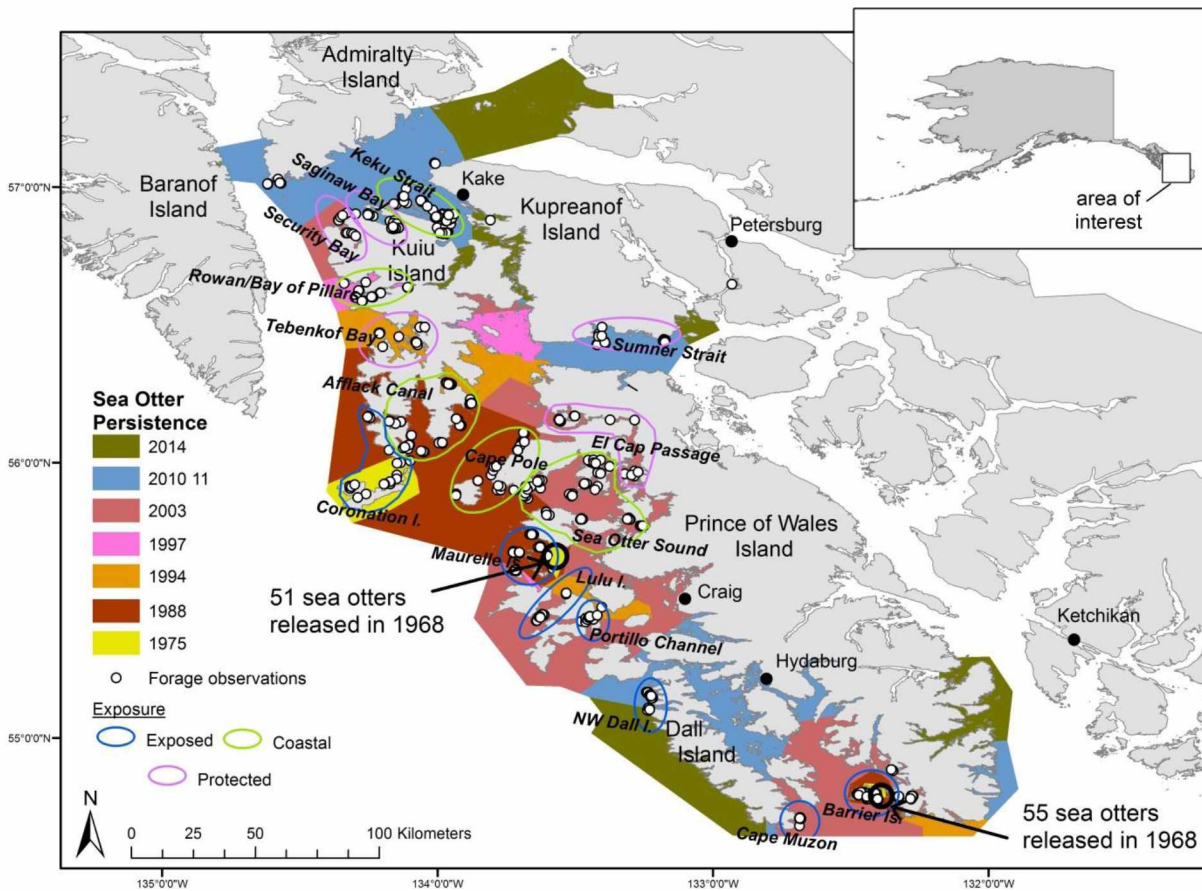 Admiralty
Island
57°0'0"N
Baranof
Island
Saginaw Bay
Keku Strait
Kake
Security Bay
Kuiu
Island
Kupreanof
Island
Petersburg
area of
interest
Rowan/Bay of Pillars
Tebenkof Bay
Sumner Strait
Afflack Canal
56°0'0"N
Cape Pole
El Cap Passage
Coronation I.
Sea Otter Sound
Prince of Wales
Island
Maurelle Is.
51 sea otters
released in 1968
Lulu I.
Craig
Portillo Channel
Ketchikan
Hydaburg
NW Dall I.
Dall
Island
55°0'0"N
Barrier Is.
Cape Muzon
55 sea otters
released in 1968
Sea Otter
Persistence
2014
2010 11
2003
1997
1994
1988
1975
Forage observations
Exposure
Exposed
Coastal
Protected
N
0 25 50 100 Kilometers
135°0'0"W 134°0'0"W 133°0'0"W 132°0'0"W